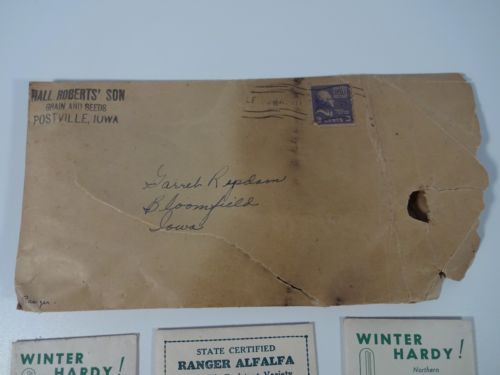 HALL ROBERTS' SON
GRAIN AND SEEDS
POSTVILLE, IOWA
Garret
Bloomfield
Iowa
Ranger
WINTER HARDY!
STATE CERTIFIED
RANGER ALFALFA
WINTER HARDY!
Northern